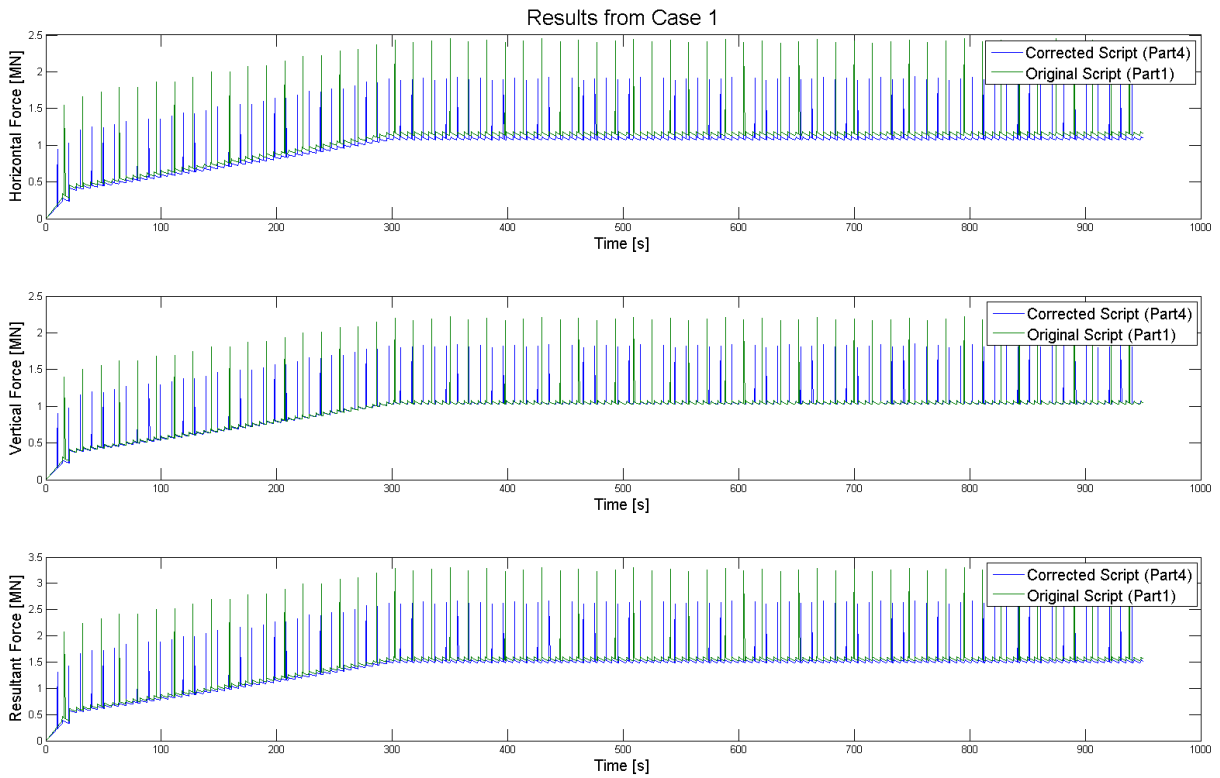 Results from Case 1
Horizontal Force [MN]
2.5
2
1.5
1
0.5
0
Corrected Script (Part4)
Original Script (Part1)
0 100 200 300 400 500 600 700 800 900 1000
Time [s]
Vertical Force [MN]
2.5
2
1.5
1
0.5
0
Corrected Script (Part4)
Original Script (Part1)
0 100 200 300 400 500 600 700 800 900 1000
Time [s]
Resultant Force [MN]
3.5
3
2.5
2
1.5
1
0.5
0
Corrected Script (Part4)
Original Script (Part1)
0 100 200 300 400 500 600 700 800 900 1000
Time [s]